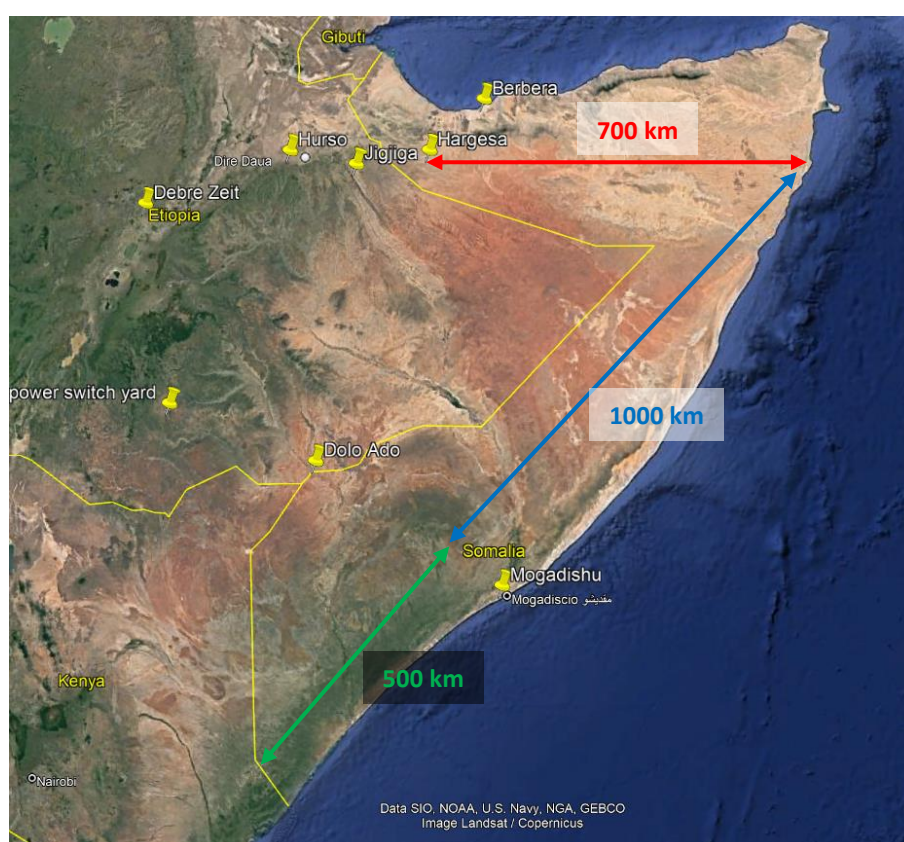 Gibuti
Berbera
700 km
Hurso
Hargesa
Dire Daua
Jigjiga
Debre Zeit
Etiopia
power switch yard
1000 km
Dolo Ado
Somalia
Mogadishu
Mogadiscio مقديشو
500 km
Kenya
Nairobi
Data SIO, NOAA, U.S. Navy, NGA, GEBCO
Image Landsat / Copernicus